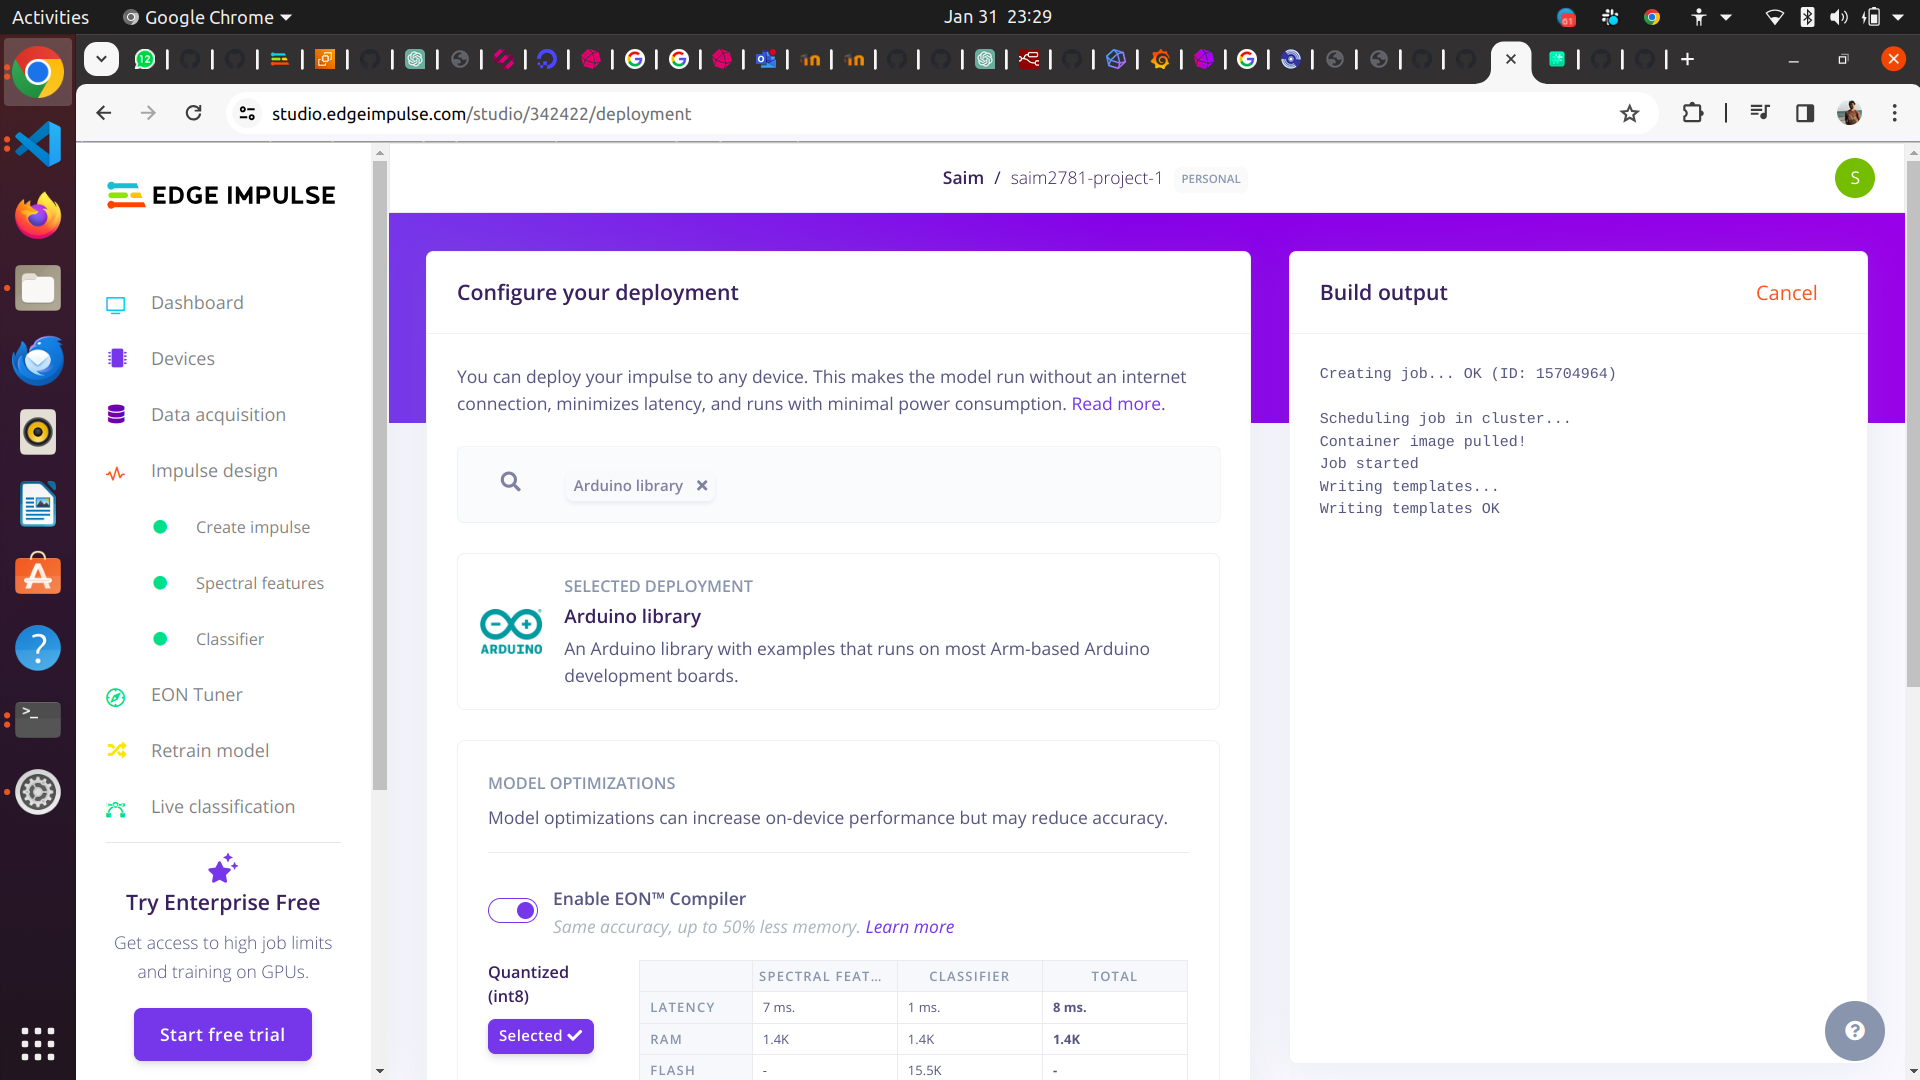 Activities
Google Chrome
Jan 31 23:29
studio.edgeimpulse.com/studio/342422/deployment
EDGE IMPULSE
Saim / saim2781-project-1 PERSONAL
S
Dashboard
Devices
Data acquisition
Impulse design
Create impulse
Spectral features
Classifier
EON Tuner
Retrain model
Live classification
Try Enterprise Free
Get access to high job limits
and training on GPUs.
Start free trial
Configure your deployment
You can deploy your impulse to any device. This makes the model run without an internet
connection, minimizes latency, and runs with minimal power consumption. Read more.
Arduino library
SELECTED DEPLOYMENT
Arduino library
An Arduino library with examples that runs on most Arm-based Arduino
development boards.
ARDUINO
MODEL OPTIMIZATIONS
Model optimizations can increase on-device performance but may reduce accuracy.
Enable EON™ Compiler
Same accuracy, up to 50% less memory. Learn more
Quantized
(int8)
Selected
SPECTRAL FEAT... CLASSIFIER TOTAL
LATENCY 7 ms. 1 ms. 8 ms.
RAM 1.4K 1.4K 1.4K
FLASH - 15.5K -
Build output
Cancel
Creating job... OK (ID: 15704964)
Scheduling job in cluster...
Container image pulled!
Job started
Writing templates...
Writing templates OK